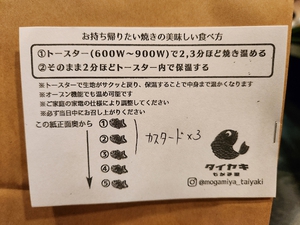 お持ち帰りたい焼きの美味しい食べ方
①トースター(600W〜900W)で2,3分ほど焼き温める
②そのまま2分ほどトースター内で保温する
※トースターで生地がサクッと戻り、保温することで中身まで温かくなります
※オーブン機能でも温め可能です
※ご家庭の家電の仕様により調整してください
※必ず当日中にお召し上がりください
この紙正面奥から
①
②
③
④
⑤
カスタード×3
タイヤキ
もがみ屋
@mogamiya_taiyaki